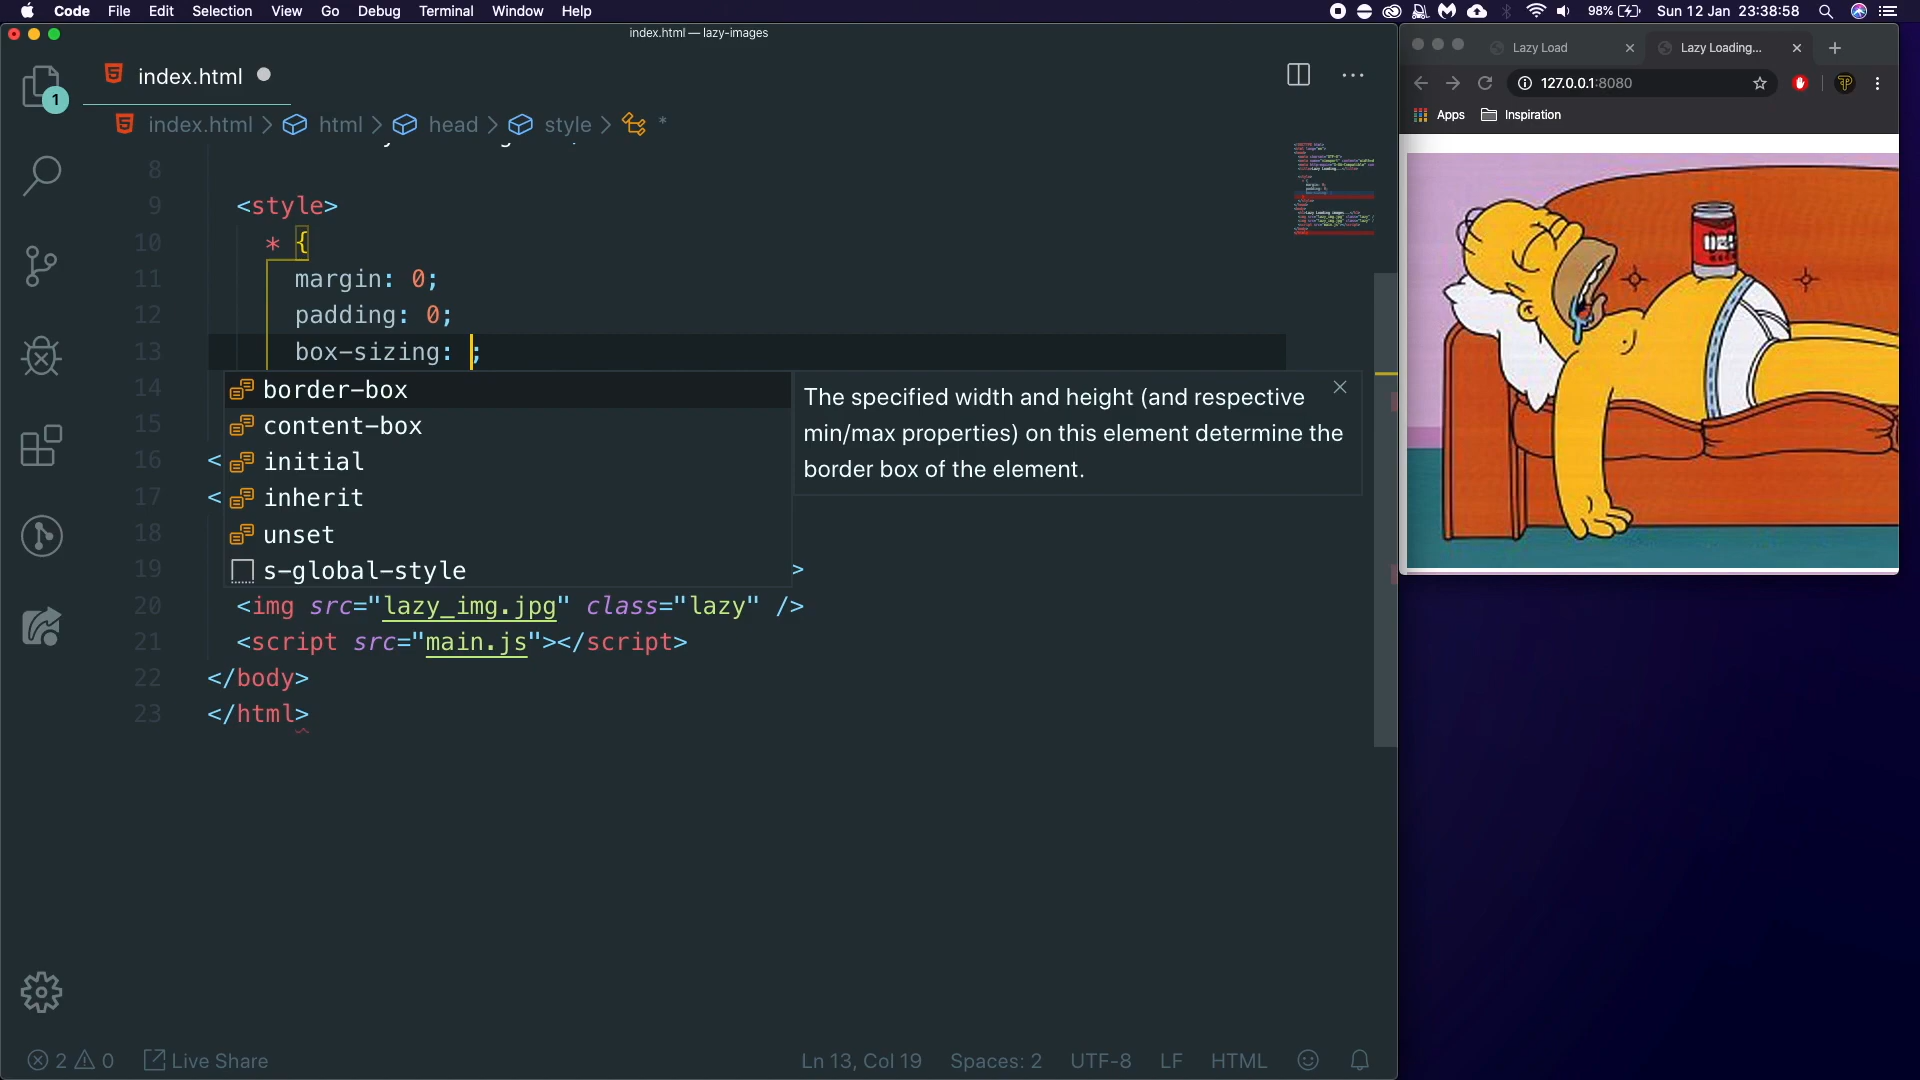 Code File Edit Selection View Go Debug Terminal Window Help
98% Sun 12 Jan 23:38:58
index.html — lazy-images
index.html
1
index.html > html > head > style > *
8
9 <style>
10 * {
11 margin: 0;
12 padding: 0;
13 box-sizing: ;
14
15
16 <
17 <
18
19 >
20 <img src="lazy_img.jpg" class="lazy" />
21 <script src="main.js"></script>
22 </body>
23 </html>
border-box
content-box
initial
inherit
unset
s-global-style
The specified width and height (and respective
min/max properties) on this element determine the
border box of the element.
2 0 Live Share
Ln 13, Col 19 Spaces: 2 UTF-8 LF HTML
Lazy Load
Lazy Loading...
127.0.0.1:8080
Apps Inspiration